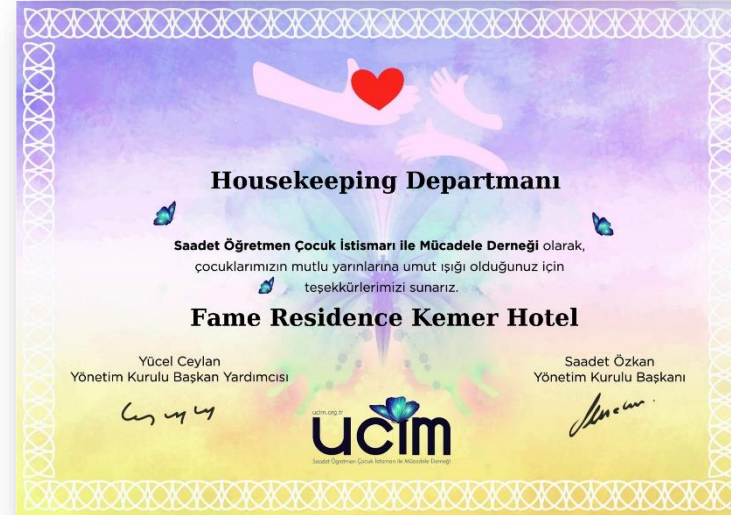 Housekeeping Departmanı
Saadet Öğretmen Çocuk İstismarı ile Mücadele Derneği olarak,
çocuklarımızın mutlu yarınlarına umut ışığı olduğunuz için
teşekkürlerimizi sunarız.
Fame Residence Kemer Hotel
Yücel Ceylan
Yönetim Kurulu Başkan Yardımcısı
Saadet Özkan
Yönetim Kurulu Başkanı
ucim.org.tr
ucim
Saadet Öğretmen Çocuk İstismarı ile Mücadele Derneği